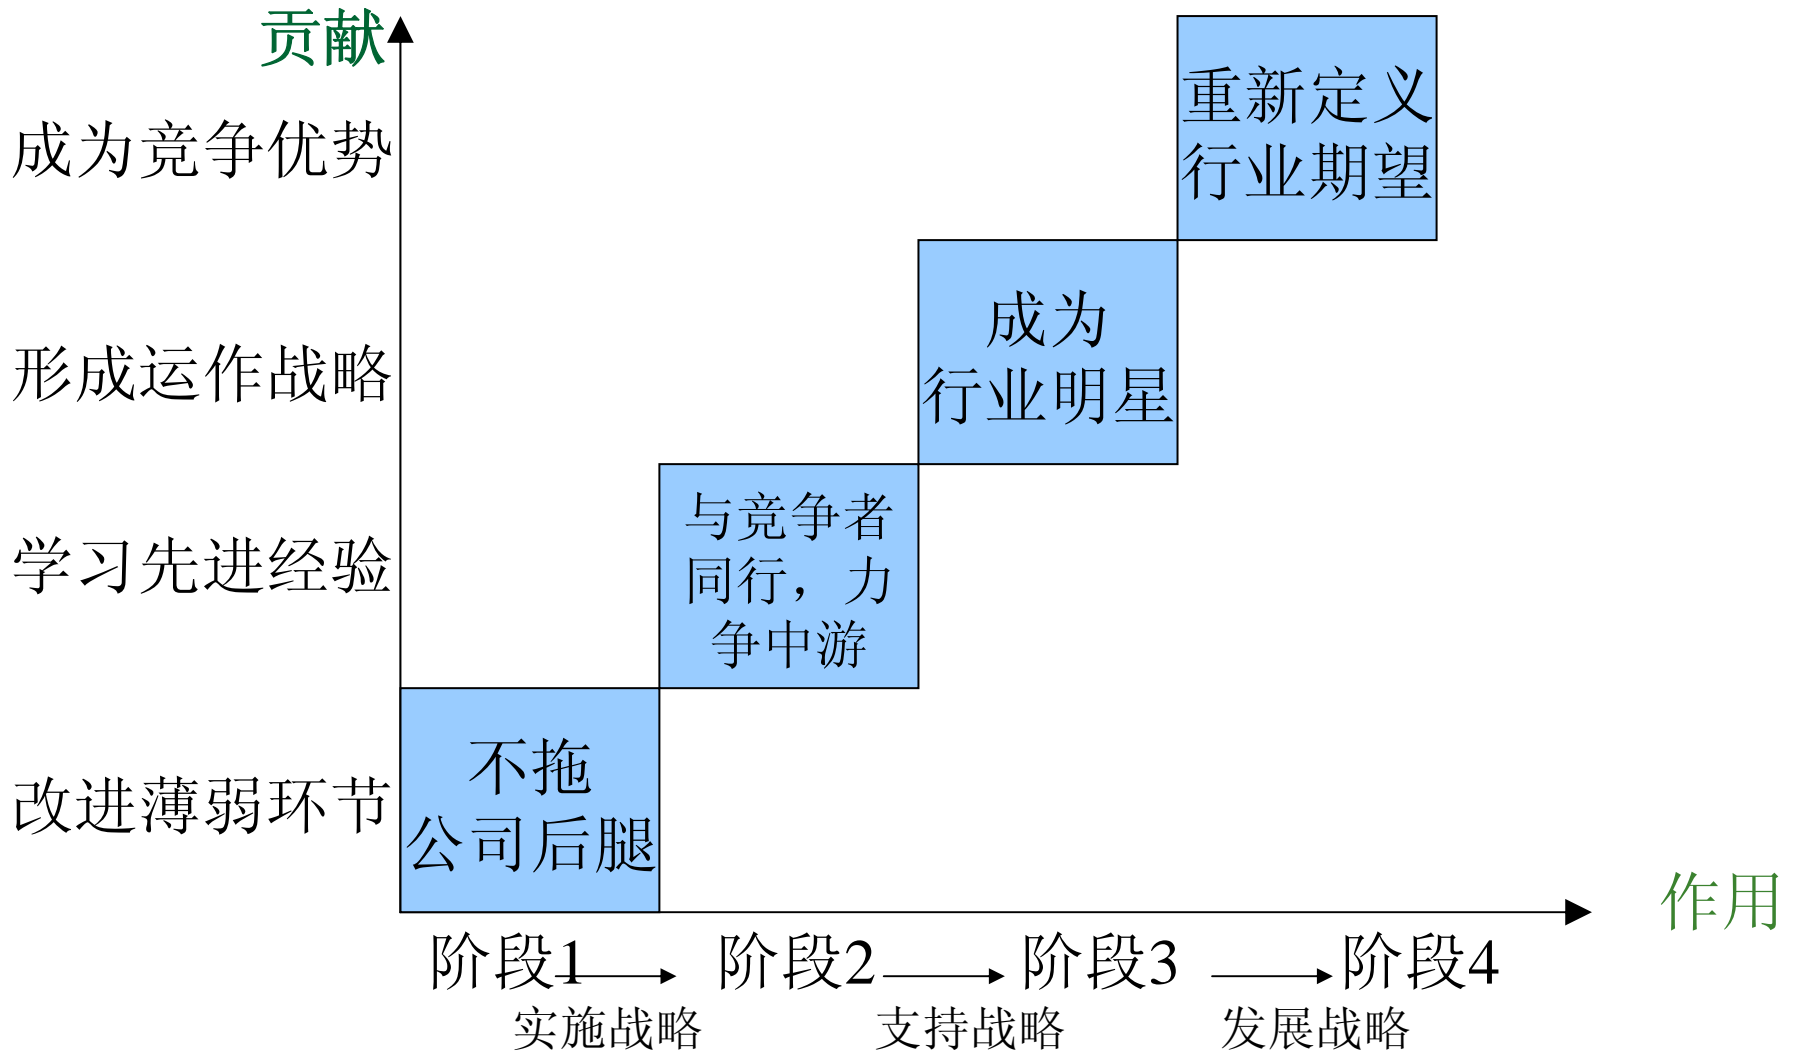 贡献
成为竞争优势
重新定义
行业期望
形成运作战略
成为
行业明星
学习先进经验
与竞争者
同行，力
争中游
改进薄弱环节
不拖
公司后腿
作用
阶段1
阶段2
阶段3
阶段4
实施战略
支持战略
发展战略